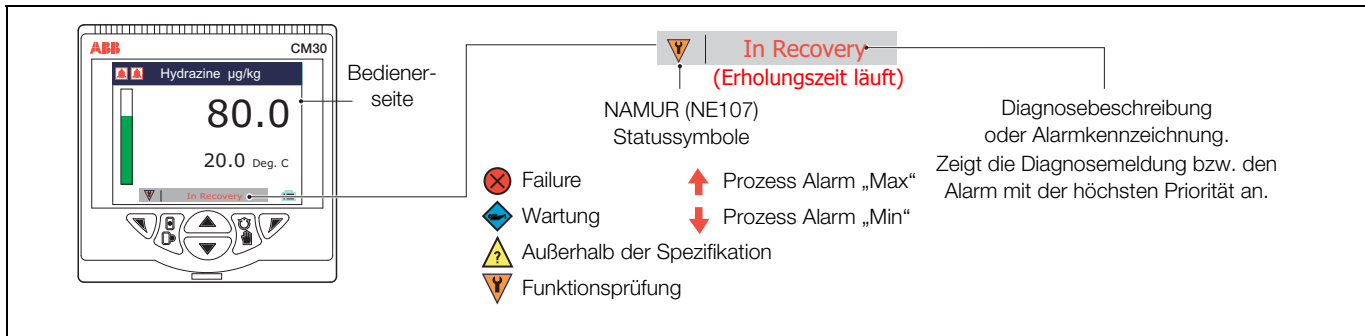 ABB
CM30
Hydrazine µg/kg
80.0
20.0 Deg. C
In Recovery
Bediener-
seite
In Recovery
(Erholungszeit läuft)
NAMUR (NE107)
Statussymbole
Diagnosebeschreibung
oder Alarmkennzeichnung.
Zeigt die Diagnosemeldung bzw. den
Alarm mit der höchsten Priorität an.
Failure
Wartung
? Außerhalb der Spezifikation
Funktionsprüfung
Prozess Alarm „Max“
Prozess Alarm „Min“